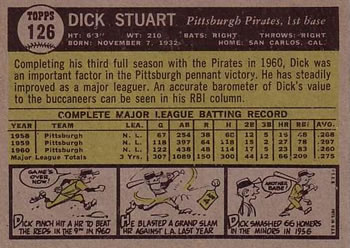 TOPPS
126
DICK STUART Pittsburgh Pirates, 1st base
HT: 6'3" WT: 210 BATS: RIGHT THROWS: RIGHT
BORN: NOVEMBER 7, 1932 HOME: SAN CARLOS, CAL.
Completing his third full season with the Pirates in 1960, Dick
was an important factor in the Pittsburgh pennant victory. He has steadily
improved as a major leaguer. An accurate barometer of Dick's value
to the buccaneers can be seen in his RBI column.
COMPLETE MAJOR LEAGUE BATTING RECORD
YEAR TEAM LEA. G AB R H 2B 3B HR RBI AVG.
1958 Pittsburgh N. L. 67 254 38 68 12 5 16 48 .268
1959 Pittsburgh N. L. 118 397 64 118 15 2 27 78 .297
1960 Pittsburgh N. L. 122 438 48 114 17 5 23 83 .260
Major League Totals 3 Yrs. 307 1089 150 300 44 12 66 209 .275
GAME'S
OVER
NOW!
DICK PINCH HIT A HR TO BEAT
THE REDS IN THE 9TH IN 1960
HE BLASTED A GRAND SLAM
HR AGAINST L.A. LAST YEAR
ANOTHER
BABE!
DICK SMASHED 66 HOMERS
IN THE MINORS IN 1956